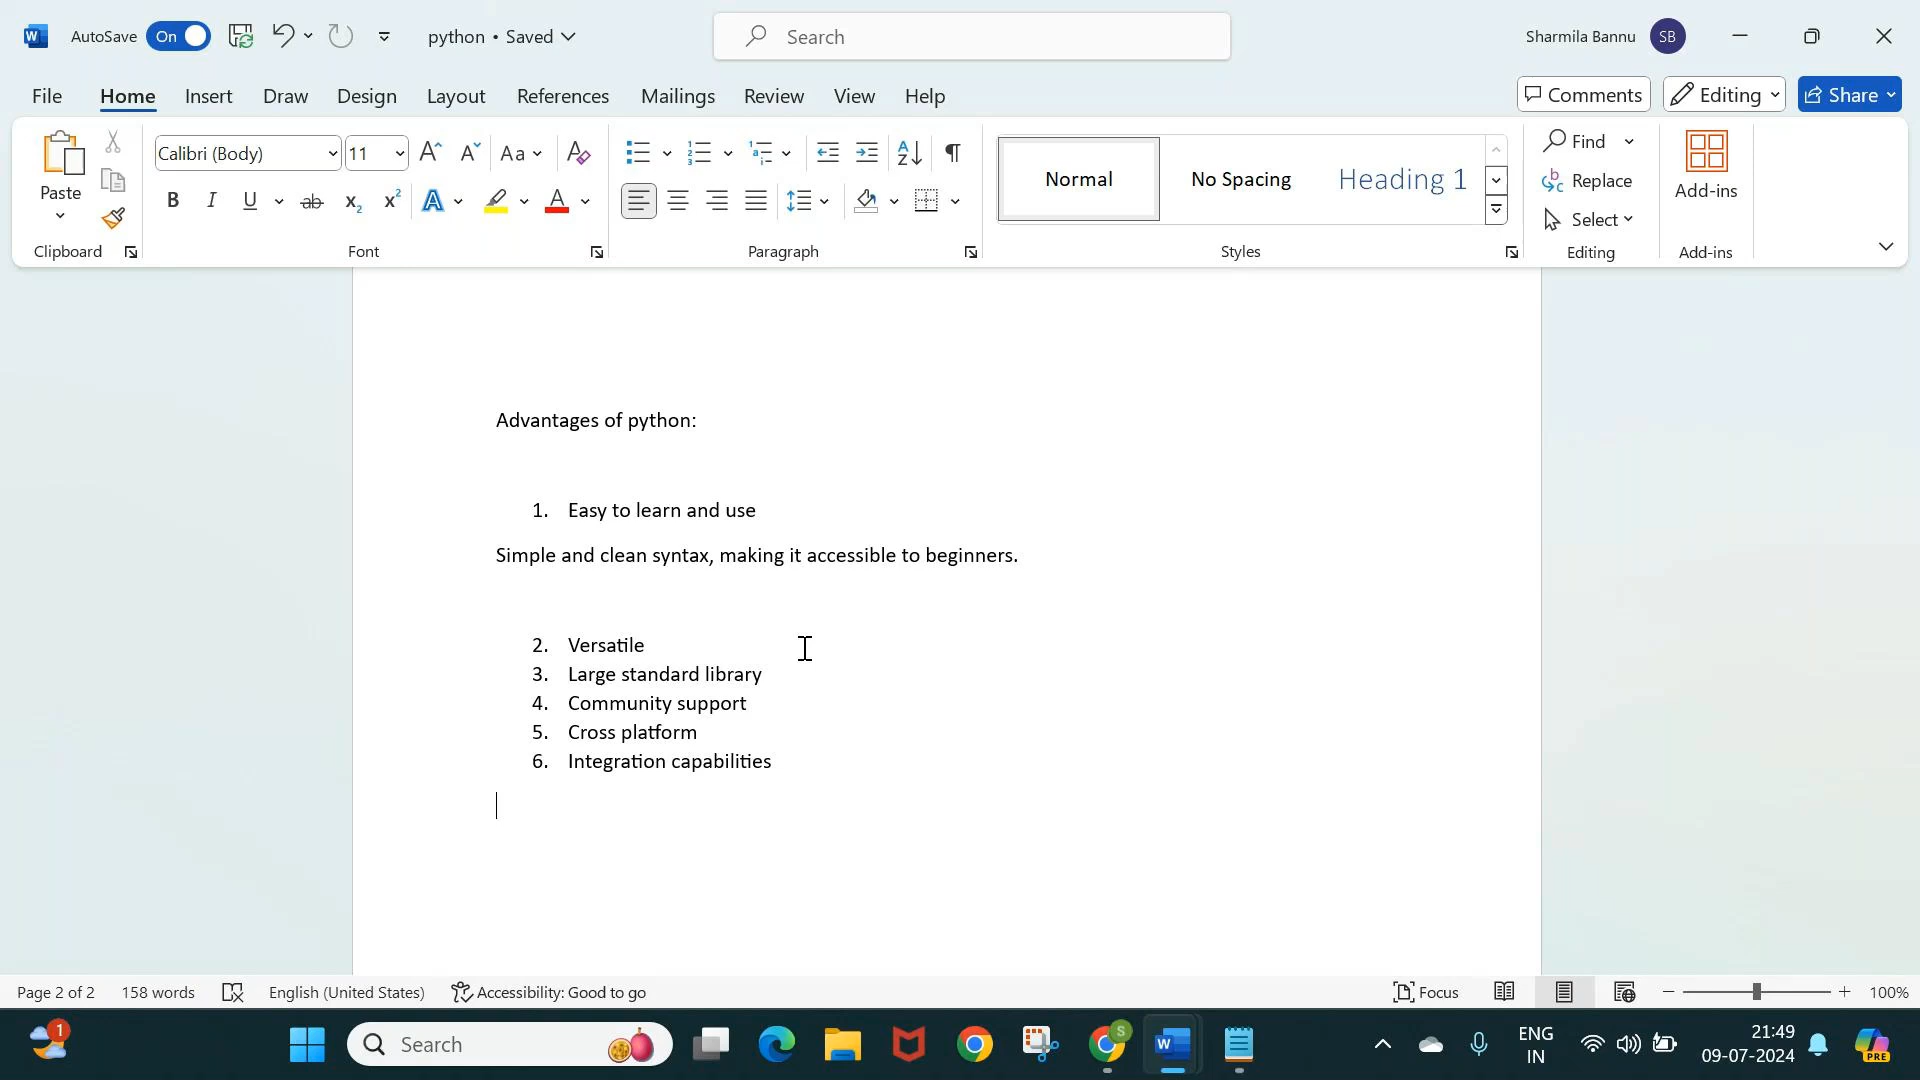 AutoSave On python • Saved Search Sharmila Bannu SB
File Home Insert Draw Design Layout References Mailings Review View Help Comments Editing Share
Paste Calibri (Body) 11 Aa Normal No Spacing Heading 1 Find Replace Select Add-ins
Clipboard Font Paragraph Styles Editing Add-ins
Advantages of python:
1. Easy to learn and use
Simple and clean syntax, making it accessible to beginners.
2. Versatile
3. Large standard library
4. Community support
5. Cross platform
6. Integration capabilities
Page 2 of 2 158 words English (United States) Accessibility: Good to go Focus 100%
1 Search ENG 21:49
IN 09-07-2024 PRE